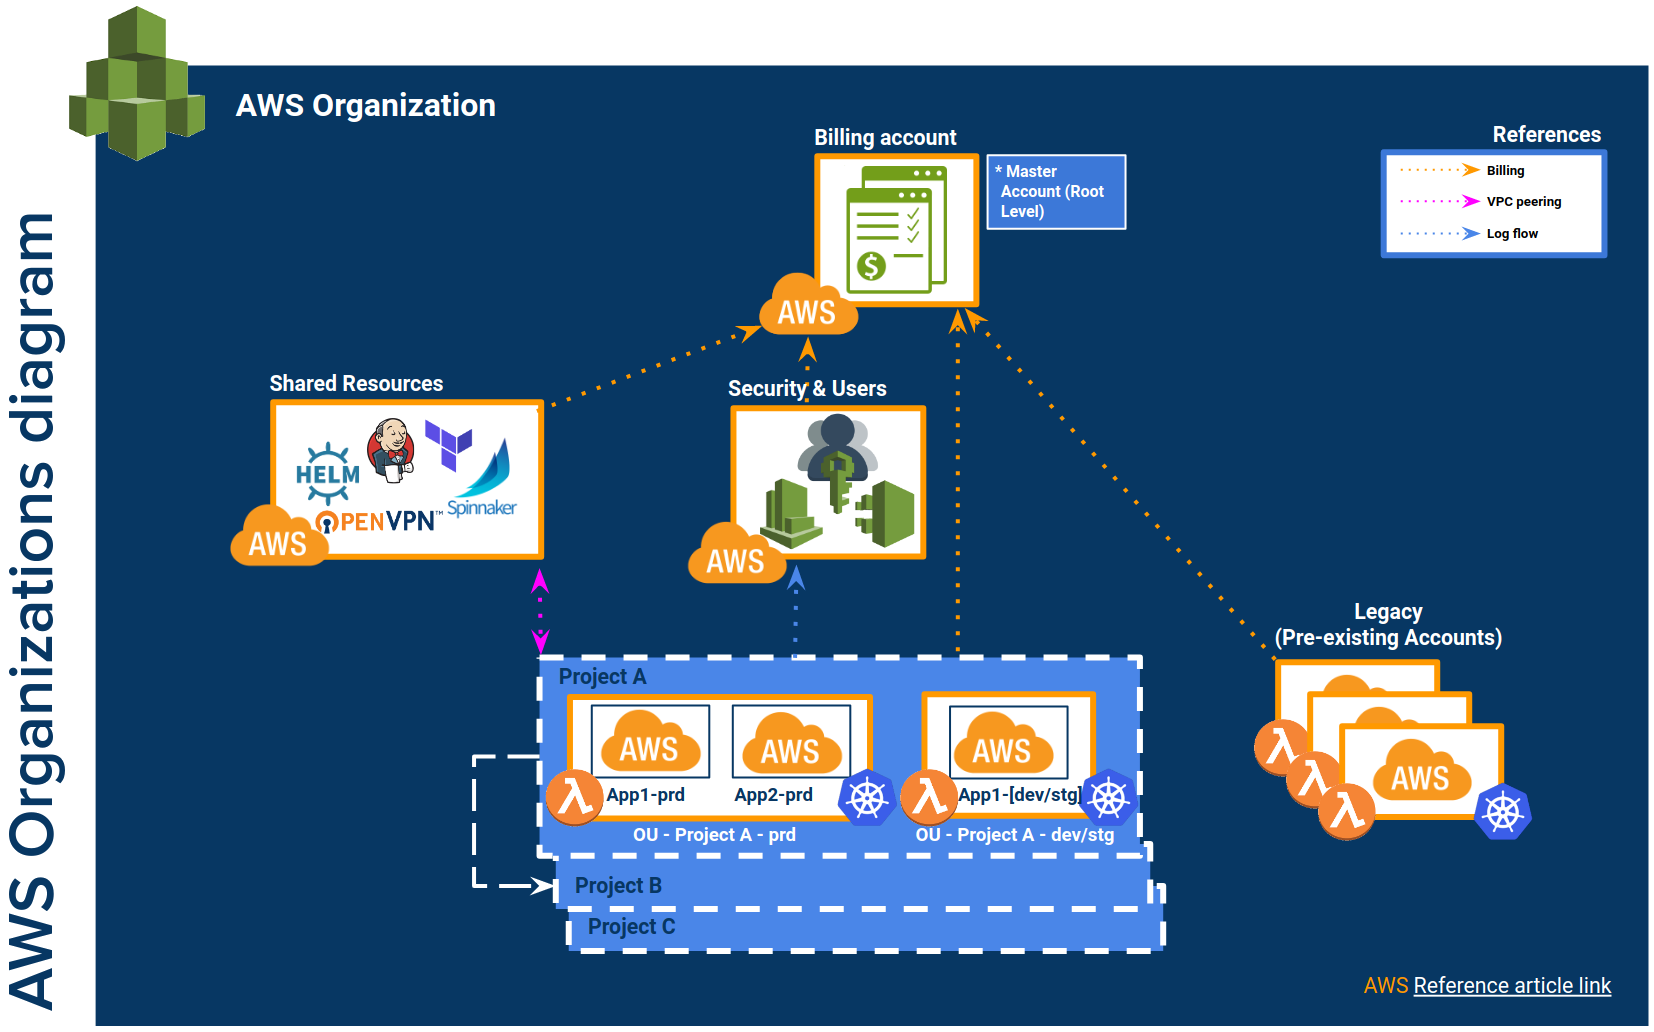 AWS Organizations diagram
AWS Organization
Billing account
* Master
Account (Root
Level)
References
Billing
VPC peering
Log flow
AWS
Shared Resources
HELM
Spinnaker
OPENVPN™
AWS
Security & Users
AWS
Legacy
(Pre-existing Accounts)
AWS
Project A
AWS
AWS
AWS
App1-prd
App2-prd
App1-[dev/stg]
OU - Project A - prd
OU - Project A - dev/stg
Project B
Project C
AWS Reference article link